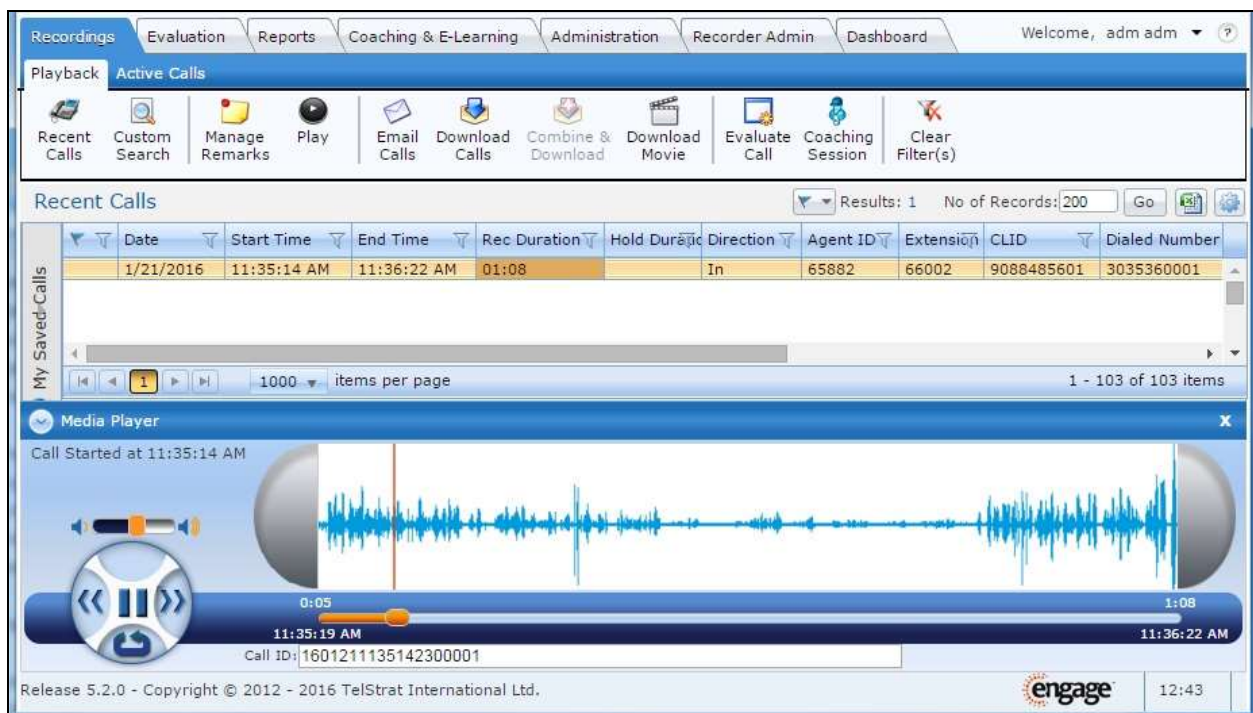 Recordings Evaluation Reports Coaching & E-Learning Administration Recorder Admin Dashboard Welcome, adm adm ?
Playback Active Calls
Recent Calls Custom Search Manage Remarks Play Email Calls Download Calls Combine & Download Download Movie Evaluate Call Coaching Session Clear Filter(s)
Recent Calls Results: 1 No of Records: 200 Go
Date Start Time End Time Rec Duration Hold Duratic Direction Agent ID Extension CLID Dialed Number
1/21/2016 11:35:14 AM 11:36:22 AM 01:08 In 65882 66002 9088485601 3035360001
My Saved Calls
1 1000 items per page 1 - 103 of 103 items
Media Player x
Call Started at 11:35:14 AM
0:05 1:08
11:35:19 AM 11:36:22 AM
Call ID: 1601211135142300001
Release 5.2.0 - Copyright © 2012 - 2016 TelStrat International Ltd. engage 12:43